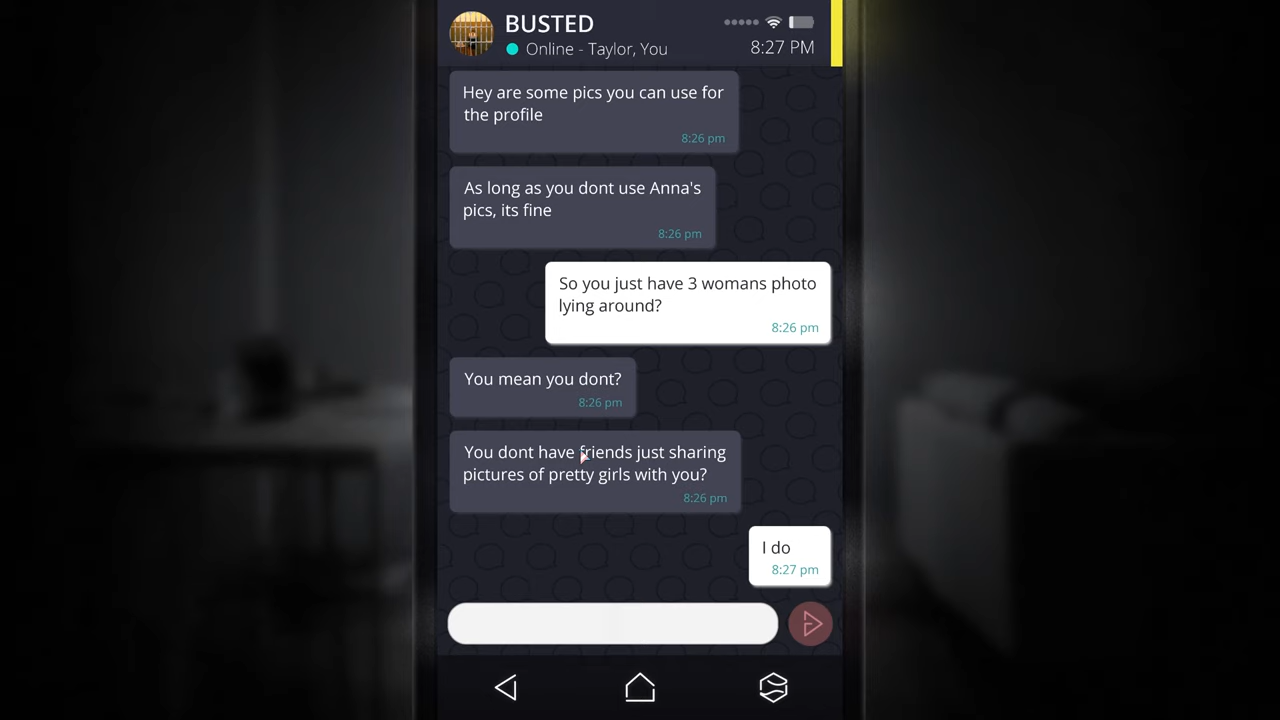 BUSTED
Online - Taylor, You
8:27 PM
Hey are some pics you can use for
the profile
8:26 pm
As long as you dont use Anna's
pics, its fine
8:26 pm
So you just have 3 womans photo
lying around?
8:26 pm
You mean you dont?
8:26 pm
You dont have friends just sharing
pictures of pretty girls with you?
8:26 pm
I do
8:27 pm